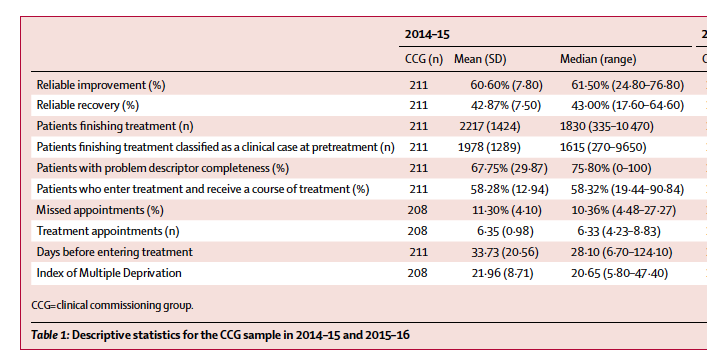 2014–15 2
CCG (n) Mean (SD) Median (range)
Reliable improvement (%) 211 60·60% (7·80) 61·50% (24·80–76·80)
Reliable recovery (%) 211 42·87% (7·50) 43·00% (17·60–64·60)
Patients finishing treatment (n) 211 2217 (1424) 1830 (335–10 470)
Patients finishing treatment classified as a clinical case at pretreatment (n) 211 1978 (1289) 1615 (270–9650)
Patients with problem descriptor completeness (%) 211 67·75% (29·87) 75·80% (0–100)
Patients who enter treatment and receive a course of treatment (%) 211 58·28% (12·94) 58·32% (19·44–90·84)
Missed appointments (%) 208 11·30% (4·10) 10·36% (4·48–27·27)
Treatment appointments (n) 208 6·35 (0·98) 6·33 (4·23–8·83)
Days before entering treatment 211 33·73 (20·56) 28·10 (6·70–124·10)
Index of Multiple Deprivation 208 21·96 (8·71) 20·65 (5·80–47·40)
CCG=clinical commissioning group.
Table 1: Descriptive statistics for the CCG sample in 2014–15 and 2015–16